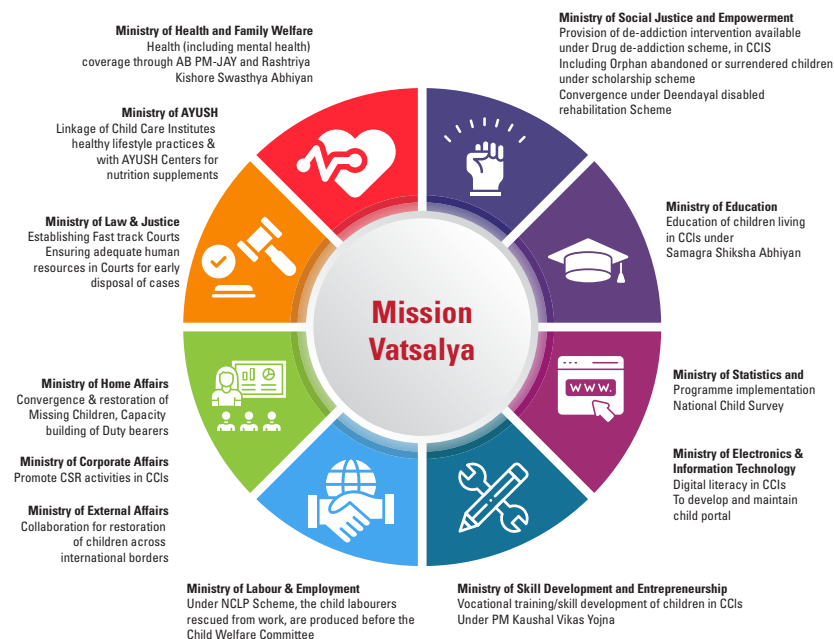 Ministry of Health and Family Welfare
Health (including mental health)
coverage through AB PM-JAY and Rashtriya
Kishore Swasthya Abhiyan
Ministry of Social Justice and Empowerment
Provision of de-addiction intervention available
under Drug de-addiction scheme, in CCIS
Including Orphan abandoned or surrendered children
under scholarship scheme
Convergence under Deendayal disabled
rehabilitation Scheme
Ministry of AYUSH
Linkage of Child Care Institutes
healthy lifestyle practices &
with AYUSH Centers for
nutrition supplements
Ministry of Education
Education of children living
in CCIs under
Samagra Shiksha Abhiyan
Ministry of Law & Justice
Establishing Fast track Courts
Ensuring adequate human
resources in Courts for early
disposal of cases
Mission
Vatsalya
Ministry of Statistics and
Programme implementation
National Child Survey
WWW.
Ministry of Home Affairs
Convergence & restoration of
Missing Children, Capacity
building of Duty bearers
Ministry of Corporate Affairs
Promote CSR activities in CCIs
Ministry of Electronics &
Information Technology
Digital literacy in CCIs
To develop and maintain
child portal
Ministry of External Affairs
Collaboration for restoration
of children across
international borders
Ministry of Labour & Employment
Under NCLP Scheme, the child labourers
rescued from work, are produced before the
Child Welfare Committee
Ministry of Skill Development and Entrepreneurship
Vocational training/skill development of children in CCIs
Under PM Kaushal Vikas Yojna